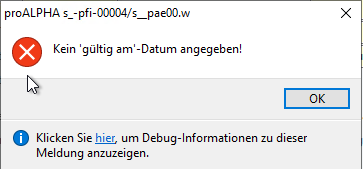 proALPHA s_-pfi-00004/s__pae00.w
Kein 'gültig am'-Datum angegeben!
OK
Klicken Sie hier, um Debug-Informationen zu dieser
Meldung anzuzeigen.